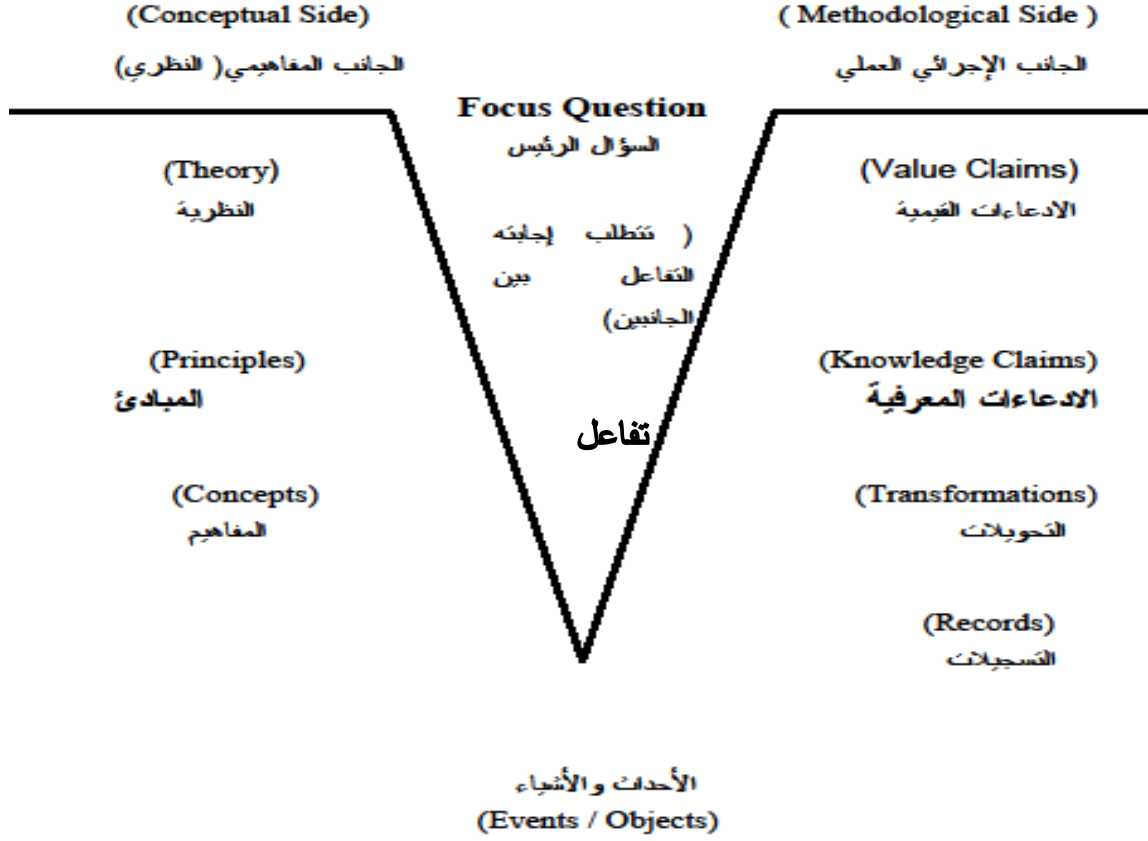 (Conceptual Side)
الجانب المفاهيمي( النظري)
( Methodological Side )
الجانب الإجرائي العملي
Focus Question
السؤال الرئيس
( تتطلب إجابته
التفاعل بين
الجانبين)
تفاعل
(Theory)
النظرية
(Principles)
المبادئ
(Concepts)
المفاهيم
(Value Claims)
الادعاءات القيمية
(Knowledge Claims)
الادعاءات المعرفية
(Transformations)
التحويلات
(Records)
التسجيلات
الأحداث والأشياء
(Events / Objects)